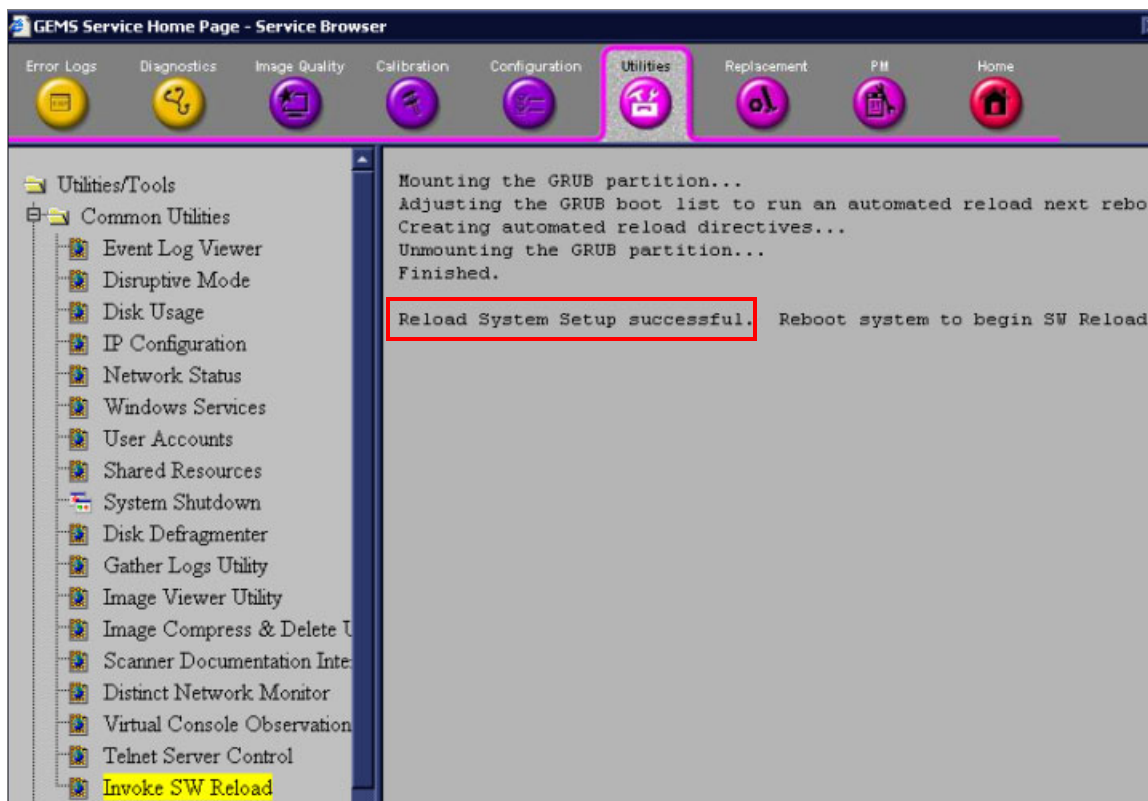 GEMS Service Home Page - Service Browser
Error Logs
Diagnostics
Image Quality
Calibration
Configuration
Utilities
Replacement
PM
Home
Utilities/Tools
Common Utilities
Event Log Viewer
Disruptive Mode
Disk Usage
IP Configuration
Network Status
Windows Services
User Accounts
Shared Resources
System Shutdown
Disk Defragmenter
Gather Logs Utility
Image Viewer Utility
Image Compress & Delete U
Scanner Documentation Inte
Distinct Network Monitor
Virtual Console Observation
Telnet Server Control
Invoke SW Reload
Mounting the GRUB partition...
Adjusting the GRUB boot list to run an automated reload next rebo
Creating automated reload directives...
Unmounting the GRUB partition...
Finished.
Reload System Setup successful. Reboot system to begin SW Reload